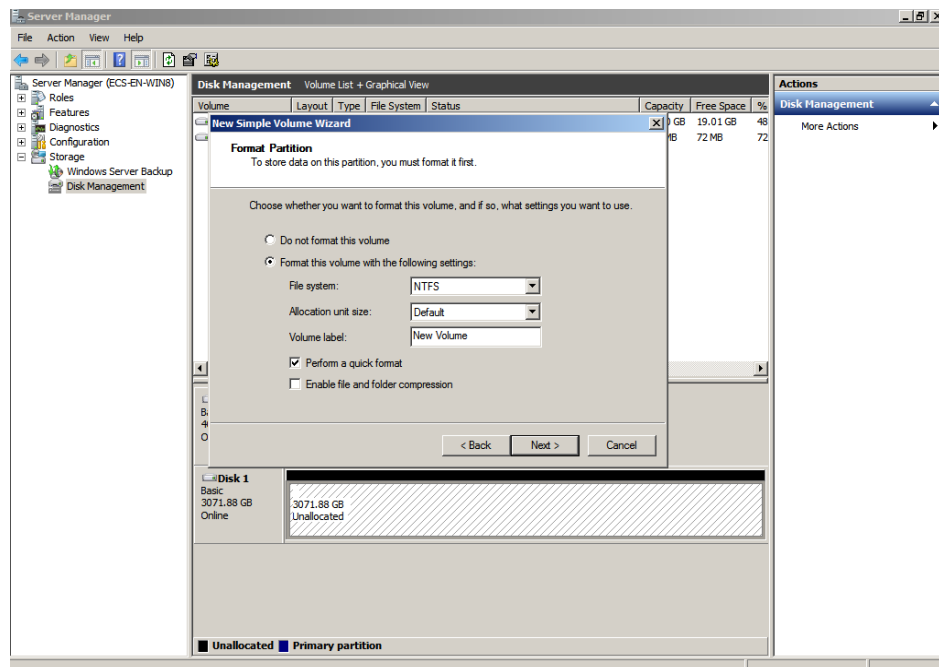 Server Manager
File Action View Help
Server Manager (ECS-EN-WIN8)
Roles
Features
Diagnostics
Configuration
Storage
Windows Server Backup
Disk Management
Disk Management Volume List + Graphical View
Volume Layout Type File System Status Capacity Free Space %
GB 19.01 GB 48
72 MB 72
New Simple Volume Wizard
Format Partition
To store data on this partition, you must format it first.
Choose whether you want to format this volume, and if so, what settings you want to use.
Do not format this volume
Format this volume with the following settings:
File system: NTFS
Allocation unit size: Default
Volume label: New Volume
Perform a quick format
Enable file and folder compression
< Back Next > Cancel
Disk 1
Basic
3071.88 GB
Online
3071.88 GB
Unallocated
Unallocated Primary partition
Actions
Disk Management
More Actions